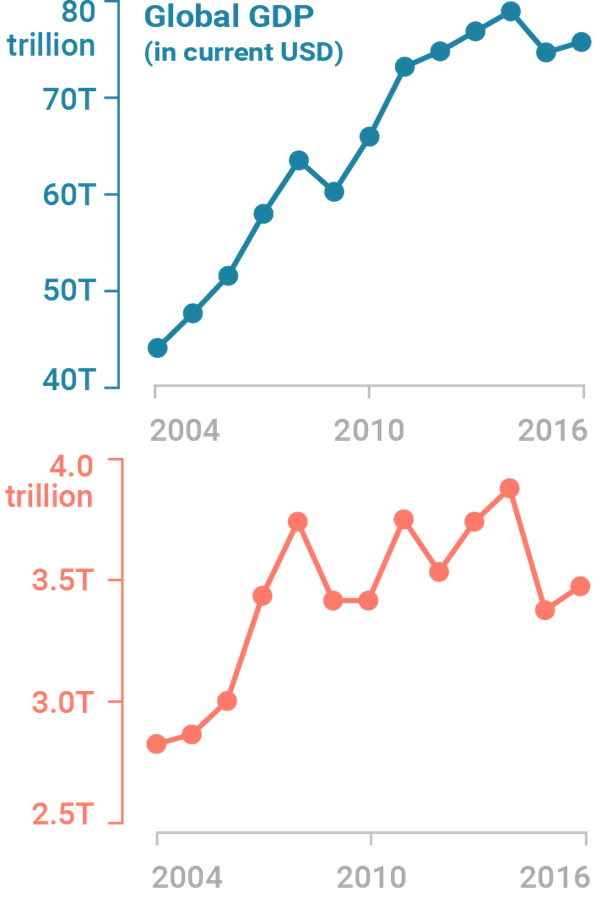 80
trillion
Global GDP
(in current USD)
70T
60T
50T
40T
2004 2010 2016
4.0
trillion
3.5T
3.0T
2.5T
2004 2010 2016